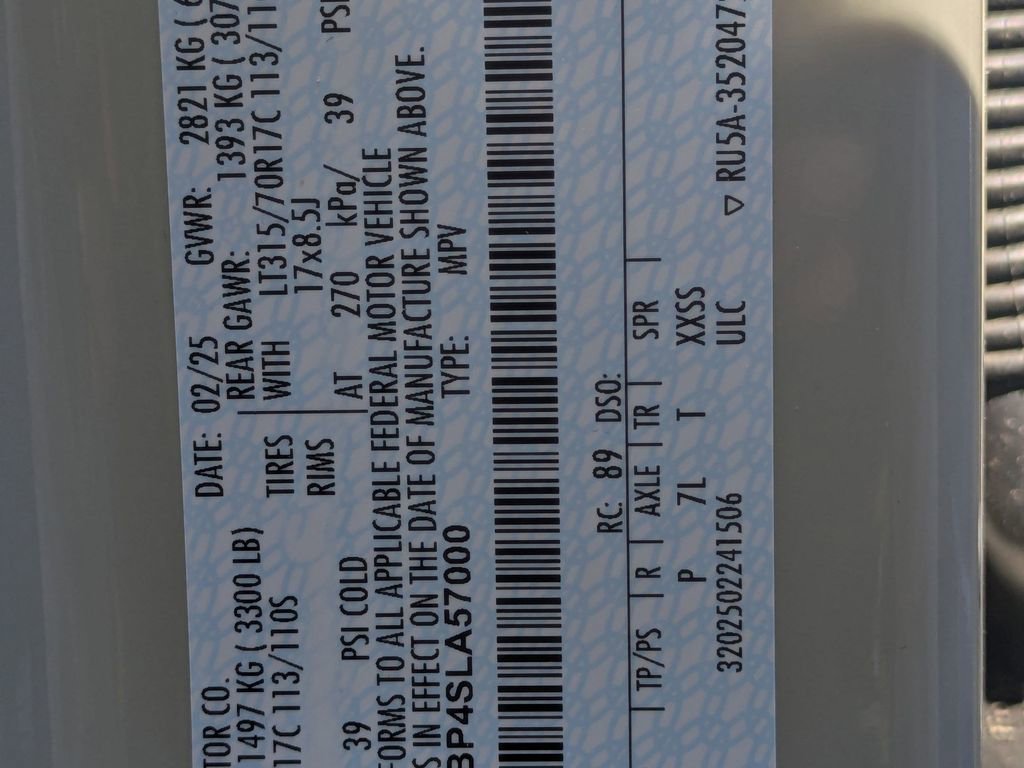 TOR CO. DATE: 02/25 GVWR: 2821 KG (
1497 KG ( 3300 LB) REAR GAWR: 1393 KG ( 307
17C 113/110S TIRES WITH LT315/70R17C 113/11
RIMS 17x8.5J
39 PSI COLD AT 270 kPa/ 39 PSI
FORMS TO ALL APPLICABLE FEDERAL MOTOR VEHICLE
S IN EFFECT ON THE DATE OF MANUFACTURE SHOWN ABOVE.
BP4SLA57000 TYPE: MPV
RC: 89 DSO:
TP/PS | R | AXLE | TR | SPR
P 7L T XXSS
32025022241506 ULC ▽ RU5A-352047